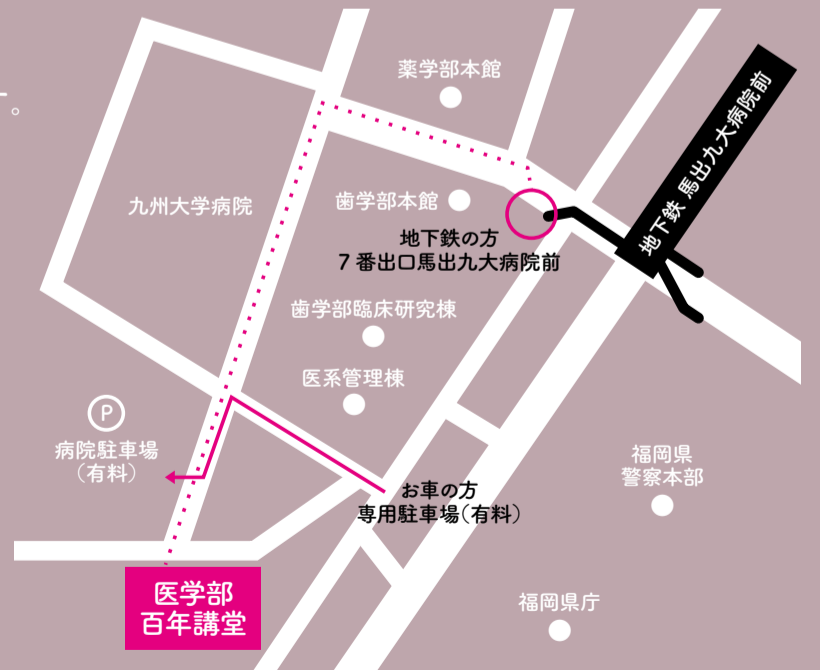 。
薬学部本館
地下鉄 馬出九大病院前
九州大学病院
歯学部本館
地下鉄の方
7番出口馬出九大病院前
歯学部臨床研究棟
医系管理棟
P
病院駐車場
（有料）
福岡県
警察本部
お車の方
専用駐車場（有料）
医学部
百年講堂
福岡県庁